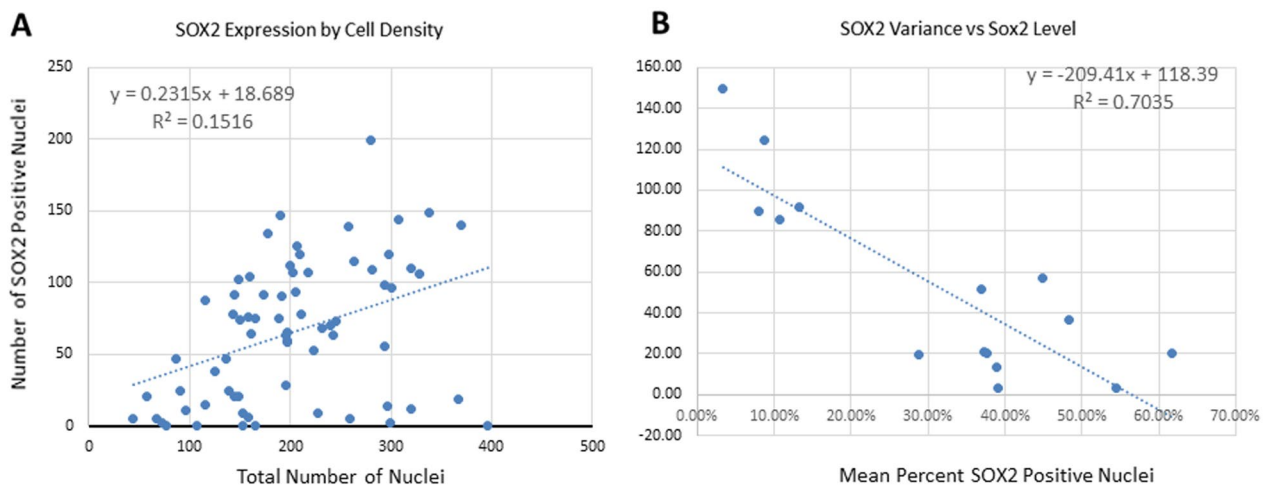 A
SOX2 Expression by Cell Density
250
200
150
100
50
0
y = 0.2315x + 18.689
R² = 0.1516
0 100 200 300 400 500
Number of SOX2 Positive Nuclei
Total Number of Nuclei
B
SOX2 Variance vs Sox2 Level
160.00
140.00
120.00
100.00
80.00
60.00
40.00
20.00
0.00
-20.00
y = -209.41x + 118.39
R² = 0.7035
0.00% 10.00% 20.00% 30.00% 40.00% 50.00% 60.00% 70.00%
Mean Percent SOX2 Positive Nuclei